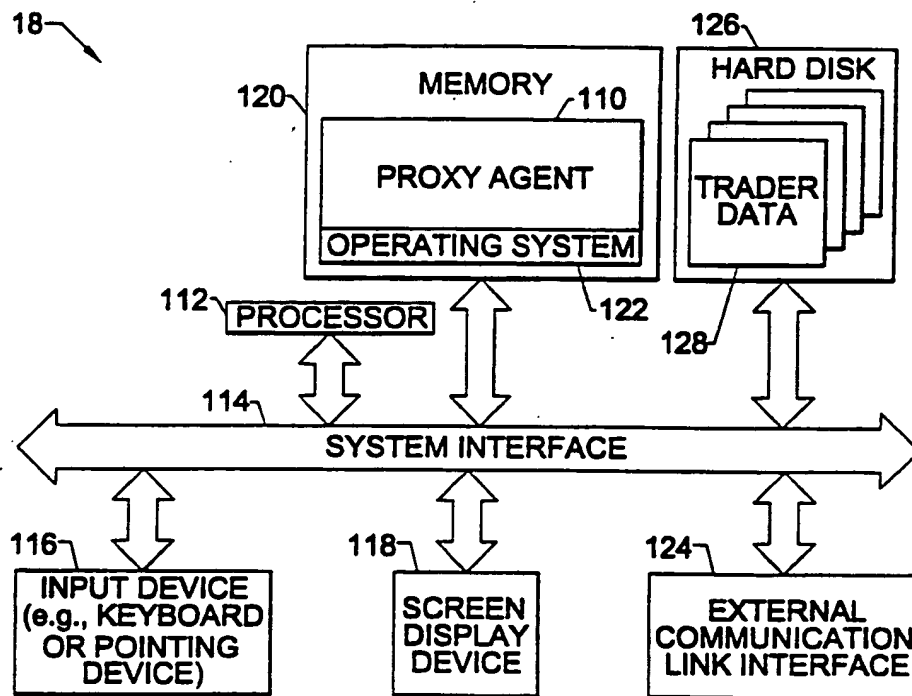 18
126
HARD DISK
MEMORY
120
110
PROXY AGENT
TRADER
DATA
OPERATING SYSTEM
112
PROCESSOR
122
128
114
SYSTEM INTERFACE
116
118
124
INPUT DEVICE
(e.g., KEYBOARD
OR POINTING
DEVICE)
SCREEN
DISPLAY
DEVICE
EXTERNAL
COMMUNICATION
LINK INTERFACE